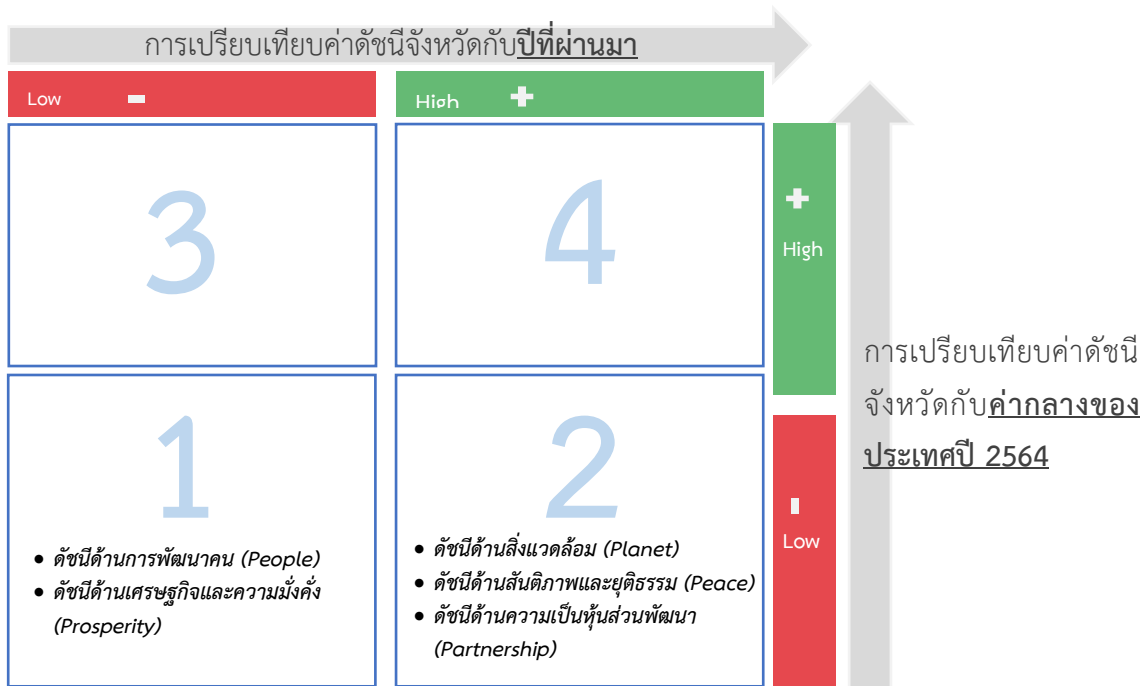 การเปรียบเทียบค่าดัชนีจังหวัดกับปีที่ผ่านมา
Low -
High +
3
4
+
High
การเปรียบเทียบค่าดัชนี
จังหวัดกับค่ากลางของ
ประเทศปี 2564
1
• ดัชนีด้านการพัฒนาคน (People)
• ดัชนีด้านเศรษฐกิจและความมั่งคั่ง
(Prosperity)
2
• ดัชนีด้านสิ่งแวดล้อม (Planet)
• ดัชนีด้านสันติภาพและยุติธรรม (Peace)
• ดัชนีด้านความเป็นหุ้นส่วนพัฒนา
(Partnership)
-
Low